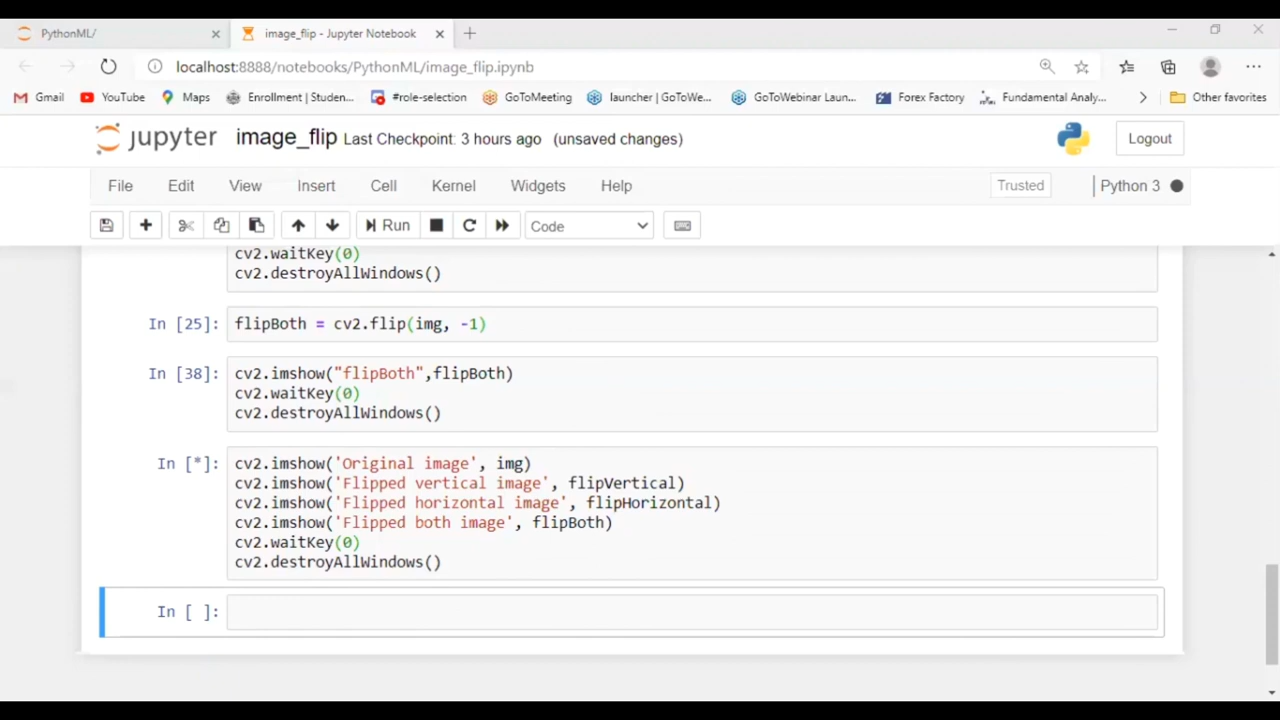 PythonML/
image_flip - Jupyter Notebook
localhost:8888/notebooks/PythonML/image_flip.ipynb
Gmail YouTube Maps Enrollment | Studen... #role-selection GoToMeeting launcher | GoToWe... GoToWebinar Laun... Forex Factory Fundamental Analy... Other favorites
jupyter image_flip Last Checkpoint: 3 hours ago (unsaved changes) Logout
File Edit View Insert Cell Kernel Widgets Help Trusted Python 3
Run Code
cv2.waitKey(0)
cv2.destroyAllWindows()
In [25]: flipBoth = cv2.flip(img, -1)
In [38]: cv2.imshow("flipBoth",flipBoth)
cv2.waitKey(0)
cv2.destroyAllWindows()
In [*]: cv2.imshow('Original image', img)
cv2.imshow('Flipped vertical image', flipVertical)
cv2.imshow('Flipped horizontal image', flipHorizontal)
cv2.imshow('Flipped both image', flipBoth)
cv2.waitKey(0)
cv2.destroyAllWindows()
In [ ]: